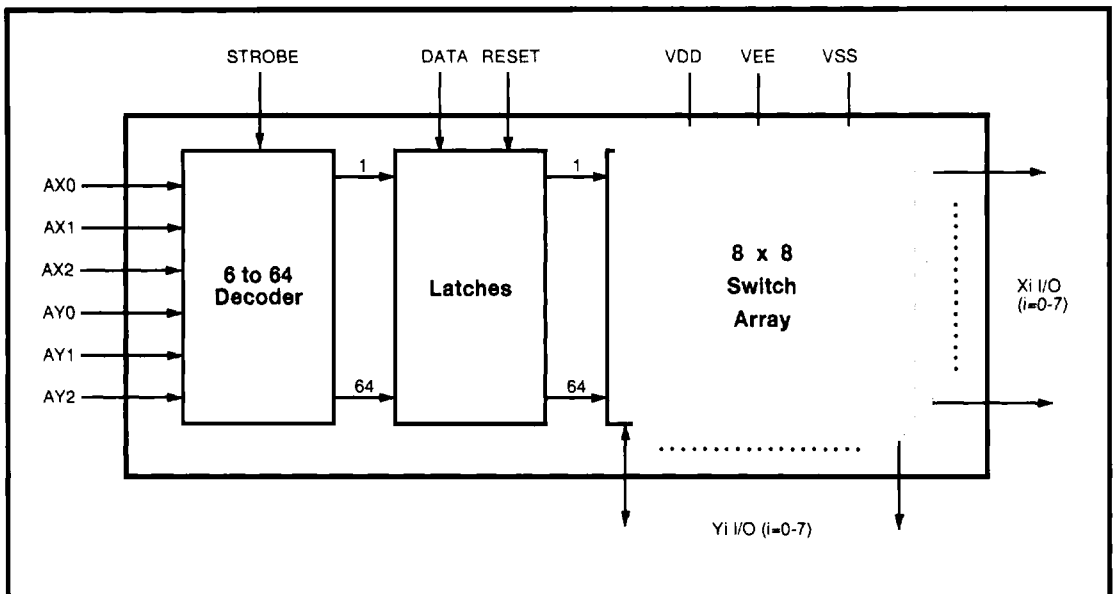 STROBE DATA RESET VDD VEE VSS
AX0
AX1
AX2
AY0
AY1
AY2
6 to 64
Decoder
1
64
Latches
1
64
8 x 8
Switch
Array
Xi I/O
(i=0-7)
Yi I/O (i=0-7)